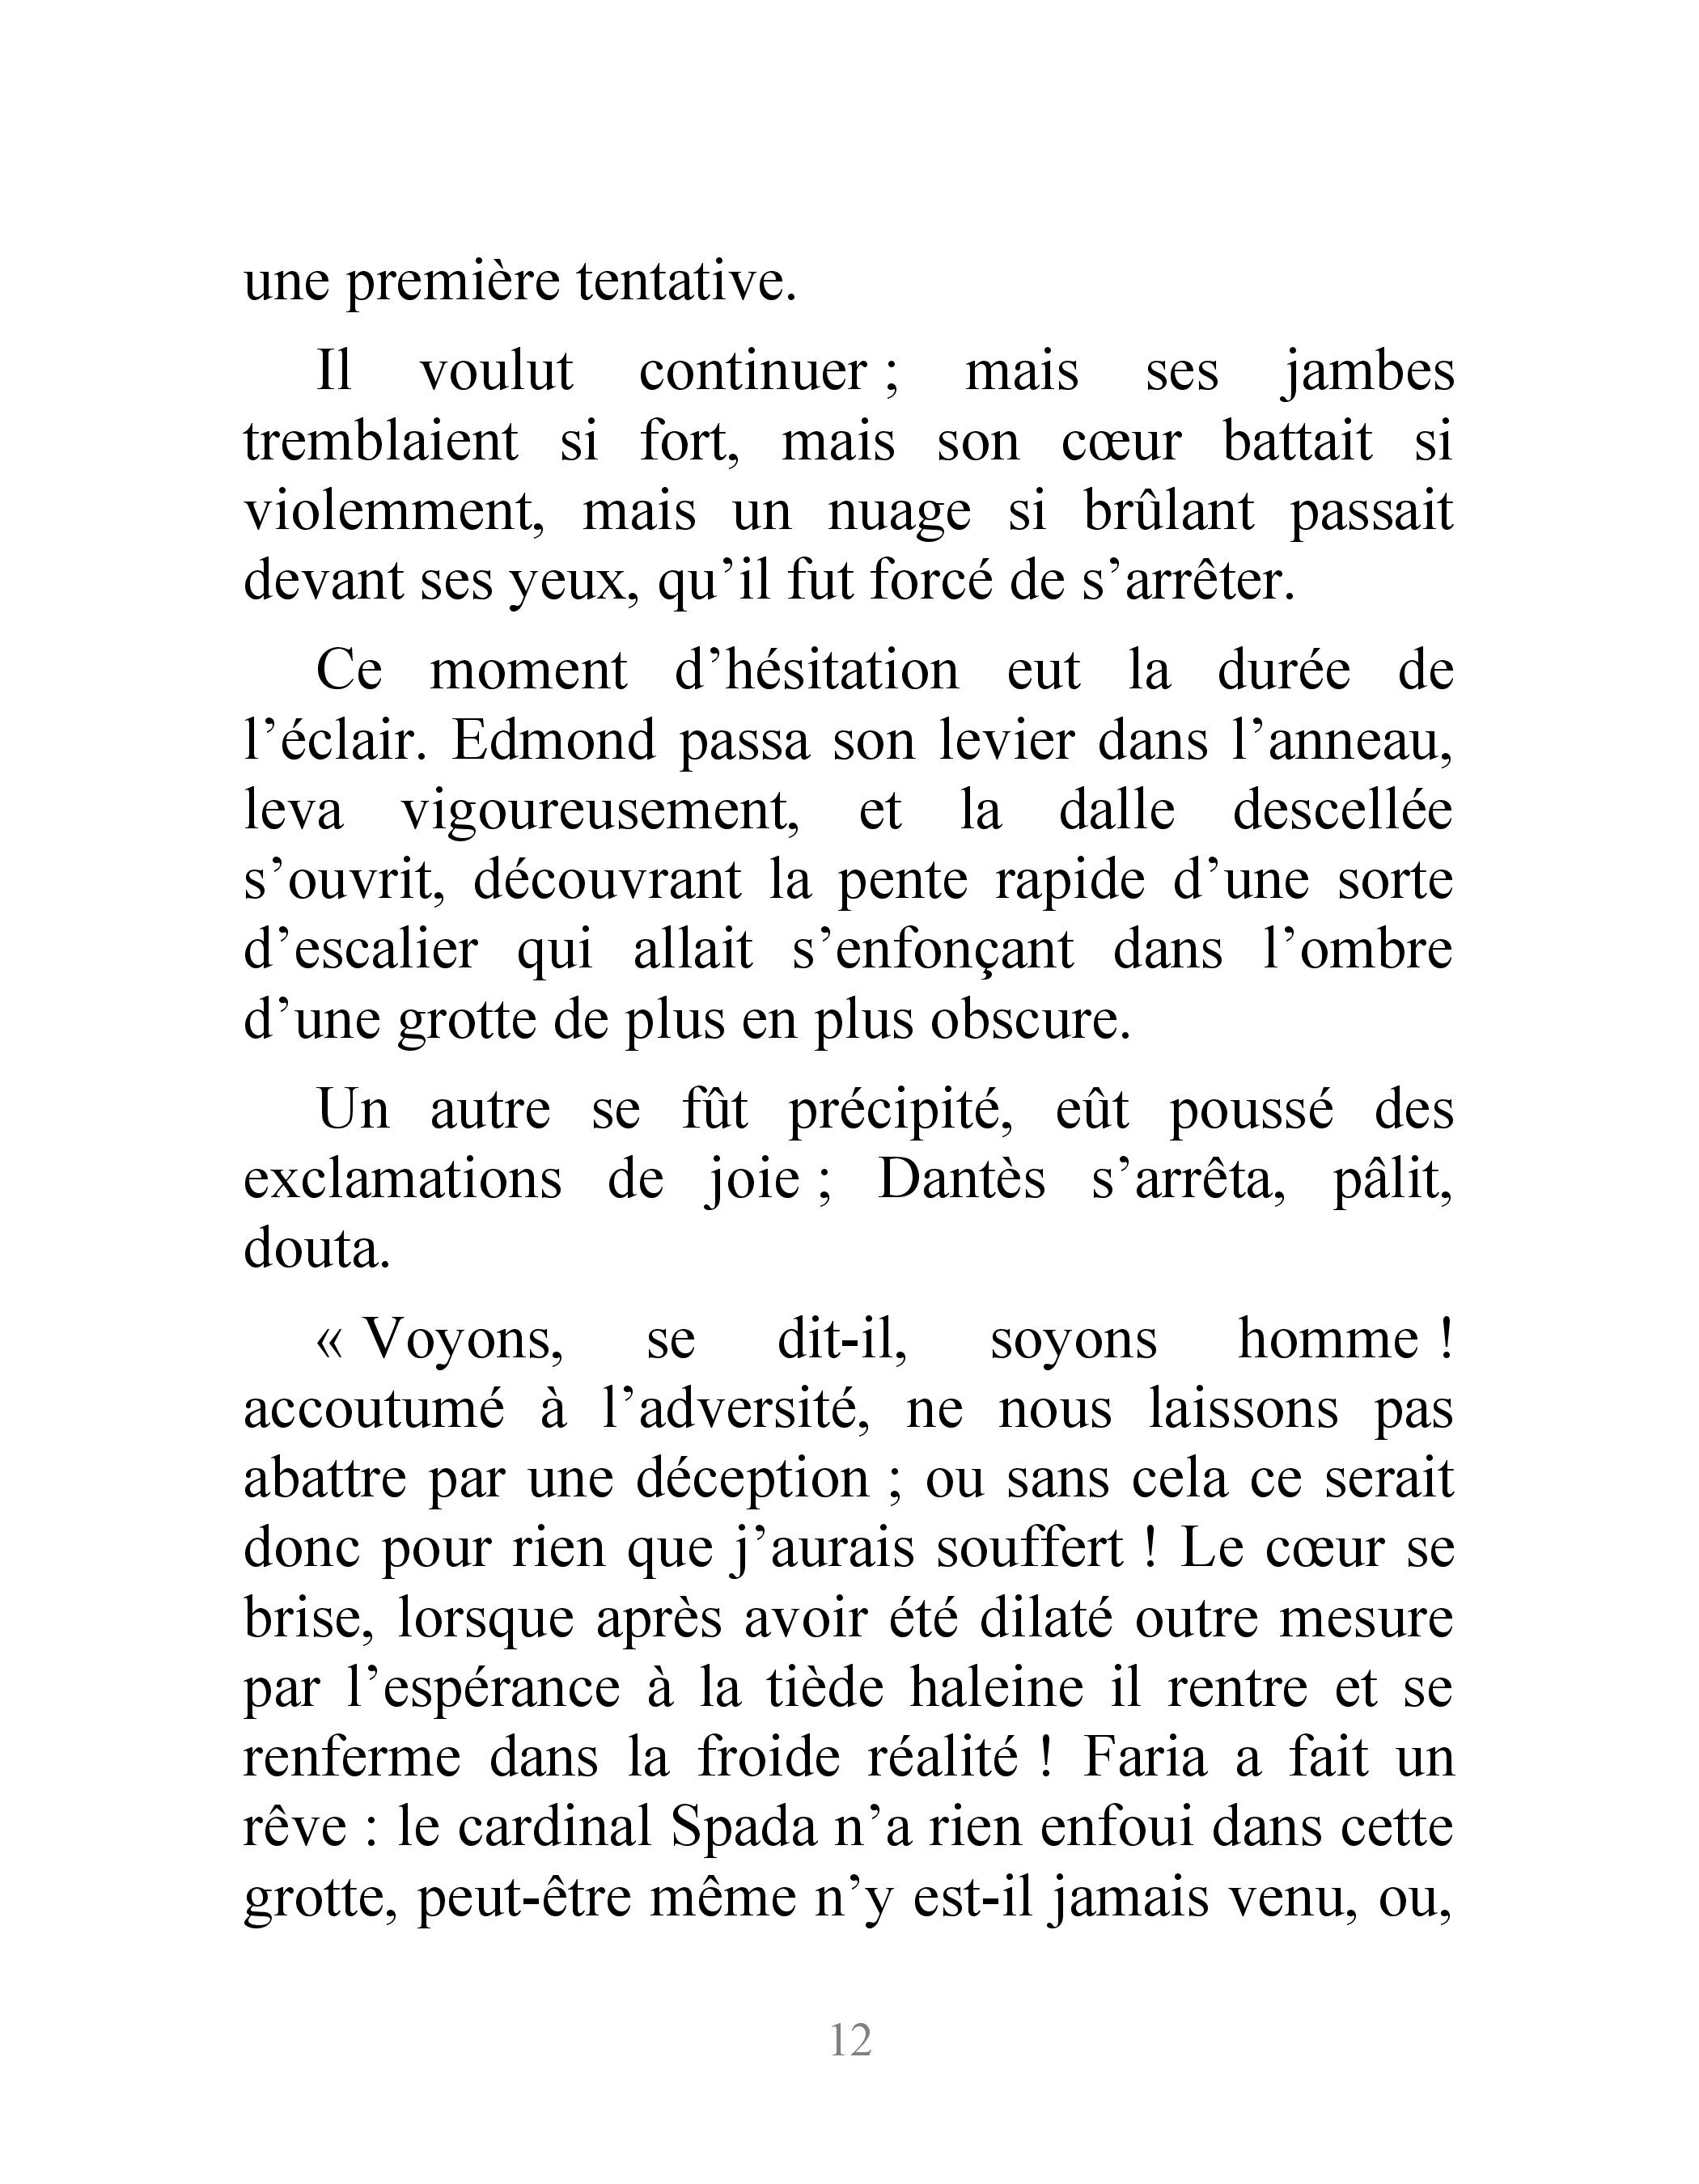 une première tentative.
Il voulut continuer ; mais ses jambes
tremblaient si fort, mais son cœur battait si
violemment, mais un nuage si brûlant passait
devant ses yeux, qu’il fut forcé de s’arrêter.
Ce moment d’hésitation eut la durée de
l’éclair. Edmond passa son levier dans l’anneau,
leva vigoureusement, et la dalle descellée
s’ouvrit, découvrant la pente rapide d’une sorte
d’escalier qui allait s’enfonçant dans l’ombre
d’une grotte de plus en plus obscure.
Un autre se fût précipité, eût poussé des
exclamations de joie ; Dantès s’arrêta, pâlit,
douta.
« Voyons, se dit-il, soyons homme !
accoutumé à l’adversité, ne nous laissons pas
abattre par une déception ; ou sans cela ce serait
donc pour rien que j’aurais souffert ! Le cœur se
brise, lorsque après avoir été dilaté outre mesure
par l’espérance à la tiède haleine il rentre et se
renferme dans la froide réalité ! Faria a fait un
rêve : le cardinal Spada n’a rien enfoui dans cette
grotte, peut-être même n’y est-il jamais venu, ou,
12